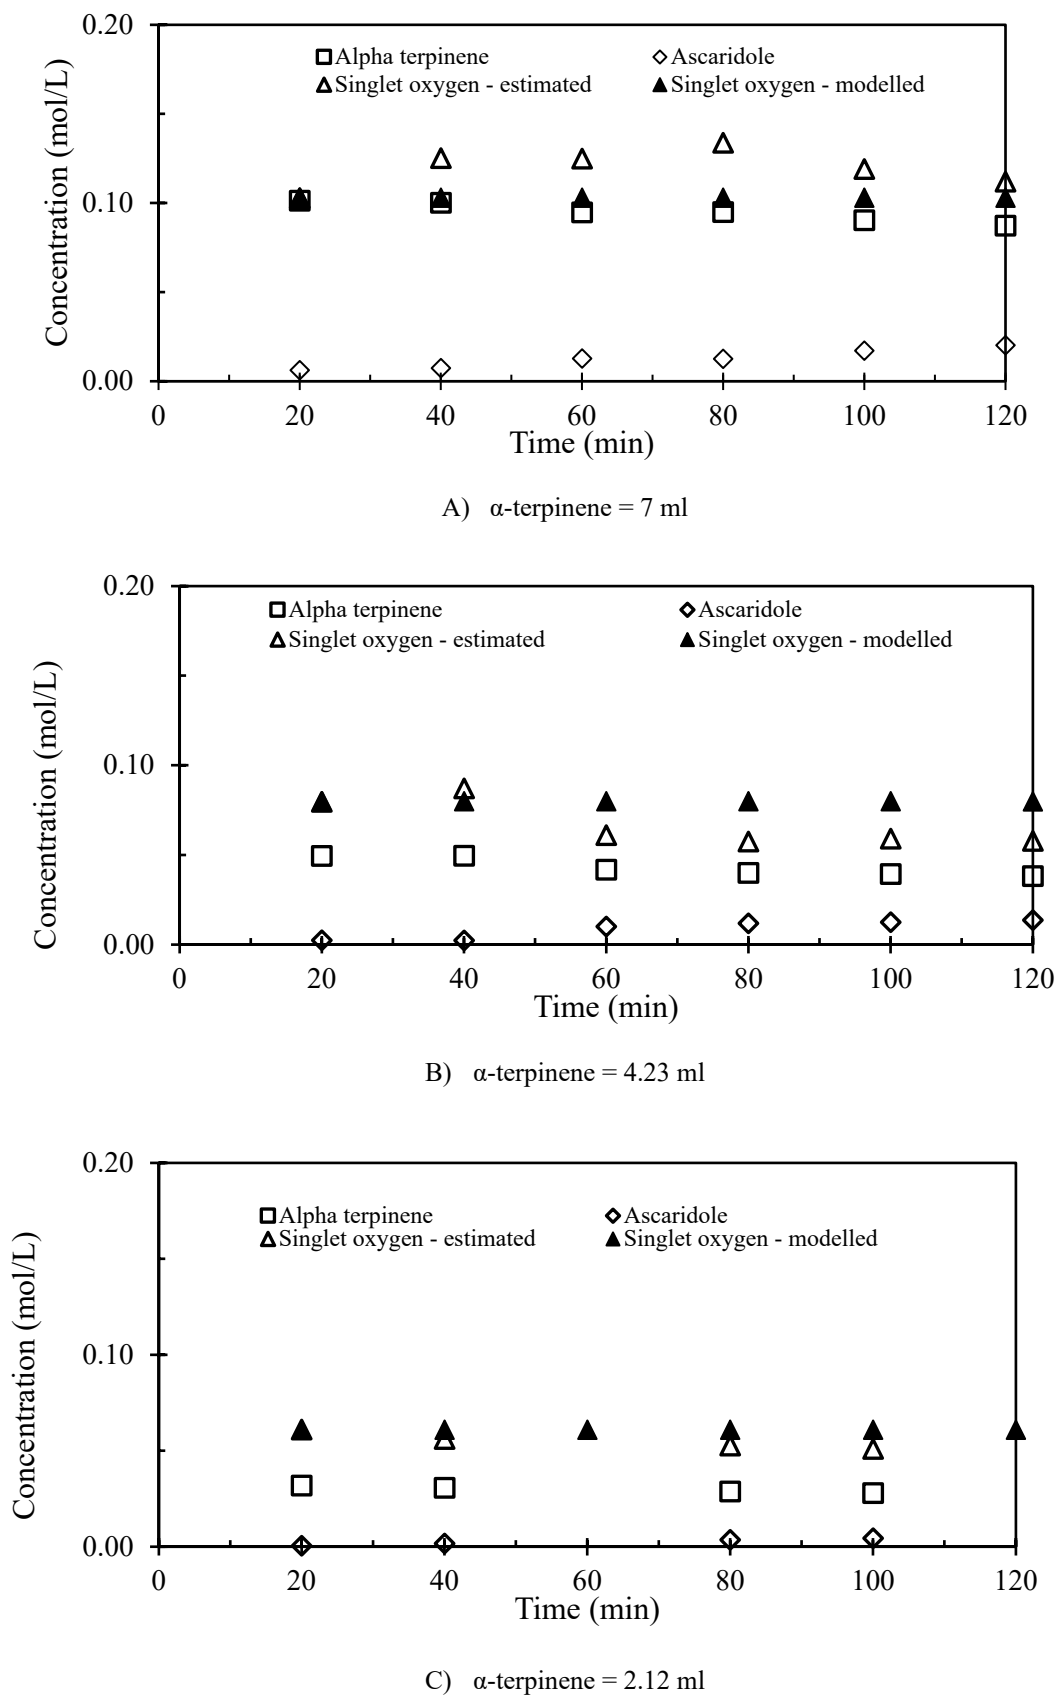 0.20
Alpha terpinene Ascaridole
Singlet oxygen - estimated Singlet oxygen - modelled
Concentration (mol/L)
0.10
0.00
0 20 40 60 80 100 120
Time (min)
A) α-terpinene = 7 ml
0.20
Alpha terpinene Ascaridole
Singlet oxygen - estimated Singlet oxygen - modelled
Concentration (mol/L)
0.10
0.00
0 20 40 60 80 100 120
Time (min)
B) α-terpinene = 4.23 ml
0.20
Alpha terpinene Ascaridole
Singlet oxygen - estimated Singlet oxygen - modelled
Concentration (mol/L)
0.10
0.00
0 20 40 60 80 100 120
Time (min)
C) α-terpinene = 2.12 ml